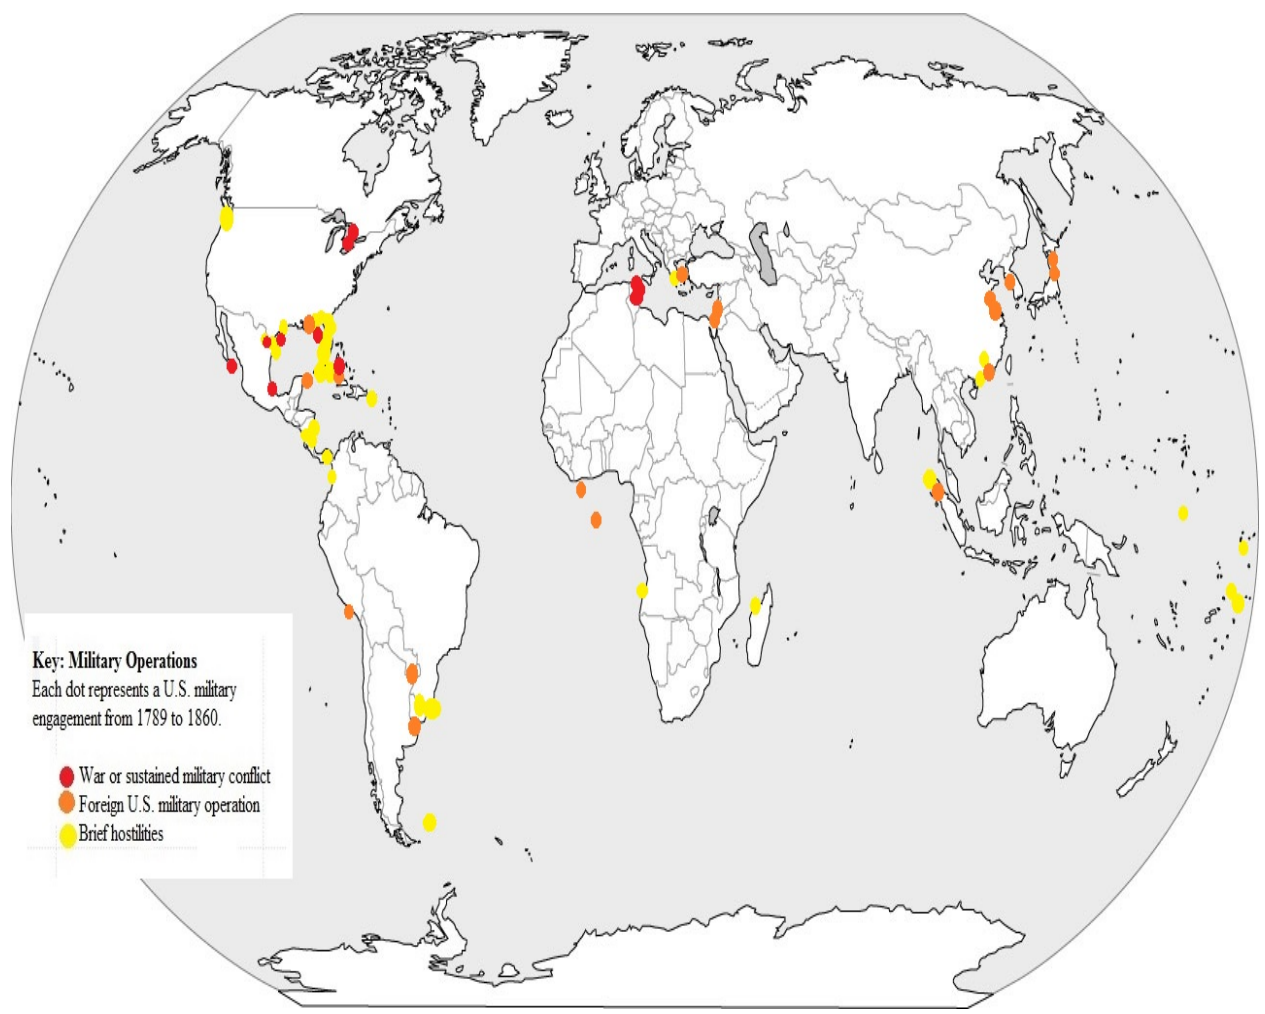 Key: Military Operations
Each dot represents a U.S. military
engagement from 1789 to 1860.
War or sustained military conflict
Foreign U.S. military operation
Brief hostilities